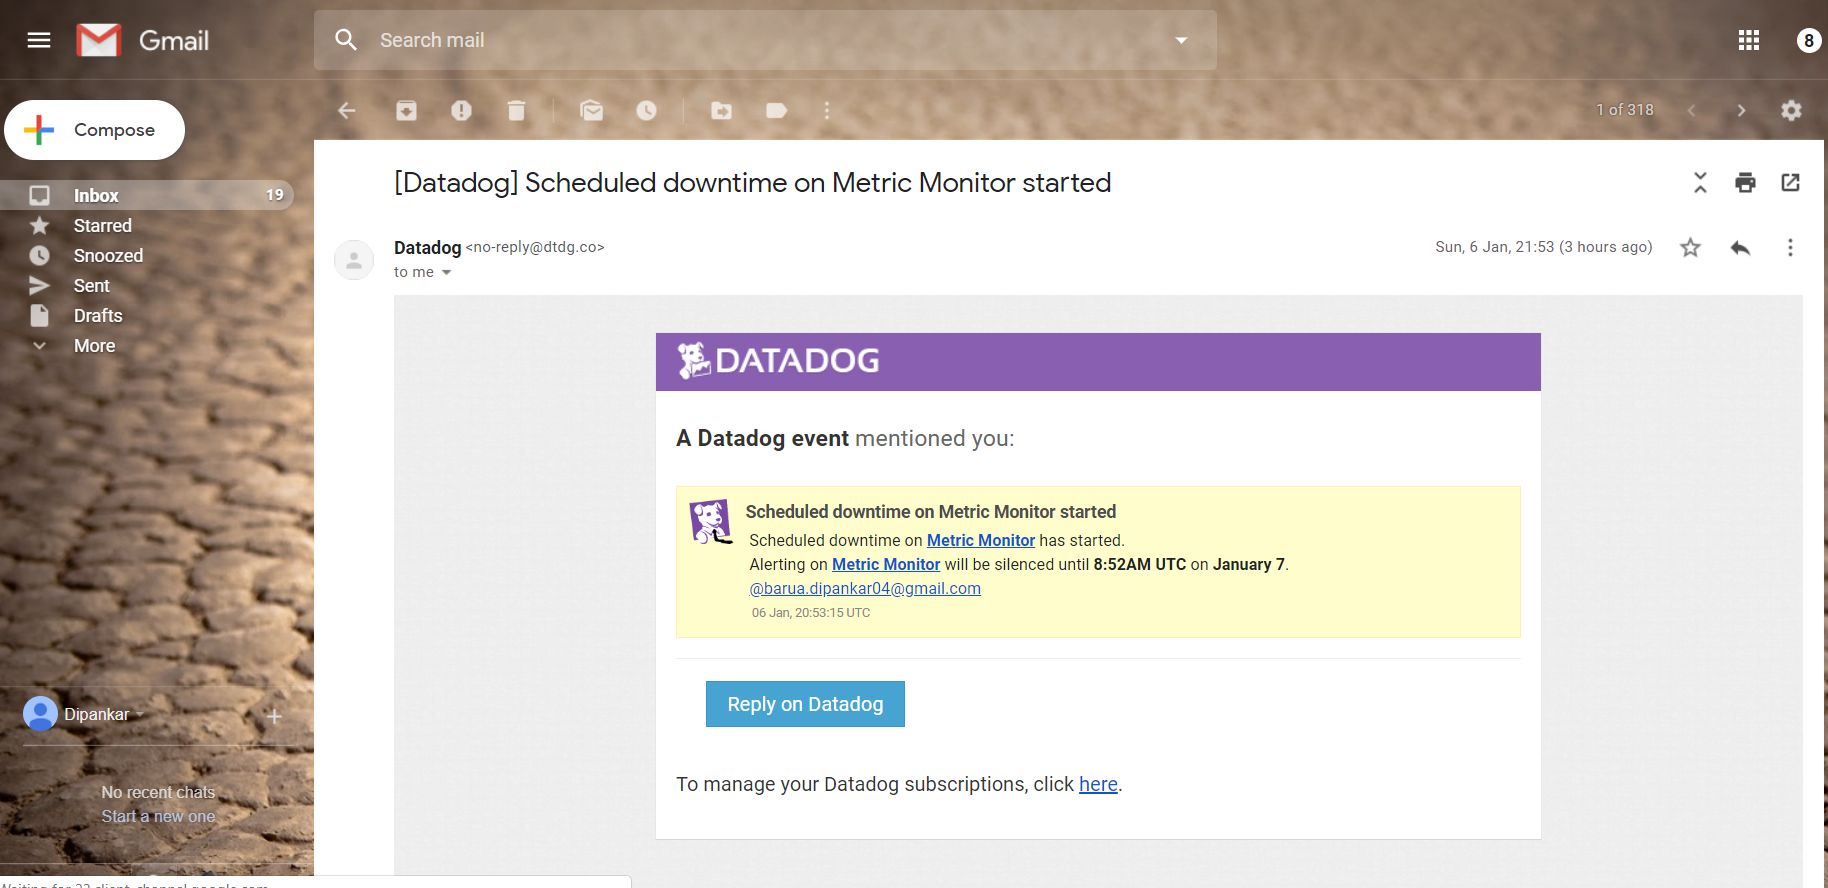 Gmail
Search mail
8
Compose
1 of 318
Inbox 19
Starred
Snoozed
Sent
Drafts
More
[Datadog] Scheduled downtime on Metric Monitor started
Datadog <no-reply@dtdg.co>
Sun, 6 Jan, 21:53 (3 hours ago)
to me
DATADOG
A Datadog event mentioned you:
Scheduled downtime on Metric Monitor started
Scheduled downtime on Metric Monitor has started.
Alerting on Metric Monitor will be silenced until 8:52AM UTC on January 7.
@barua.dipankar04@gmail.com
06 Jan, 20:53:15 UTC
Reply on Datadog
To manage your Datadog subscriptions, click here.
Dipankar
No recent chats
Start a new one